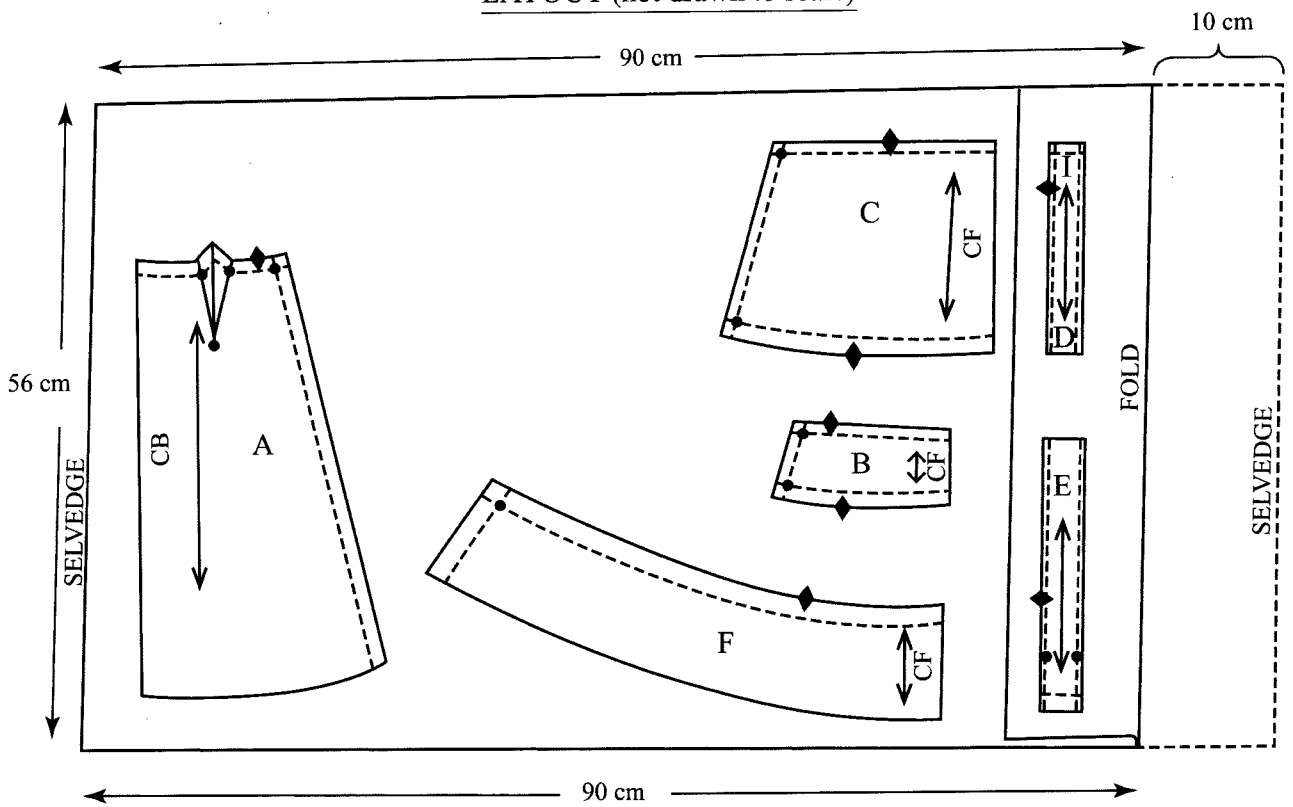 LAYOUT (not drawn to scale)
10 cm
90 cm
56 cm
SELVEDGE
CB
A
C
CF
B
CF
F
CF
I
D
E
FOLD
SELVEDGE
90 cm